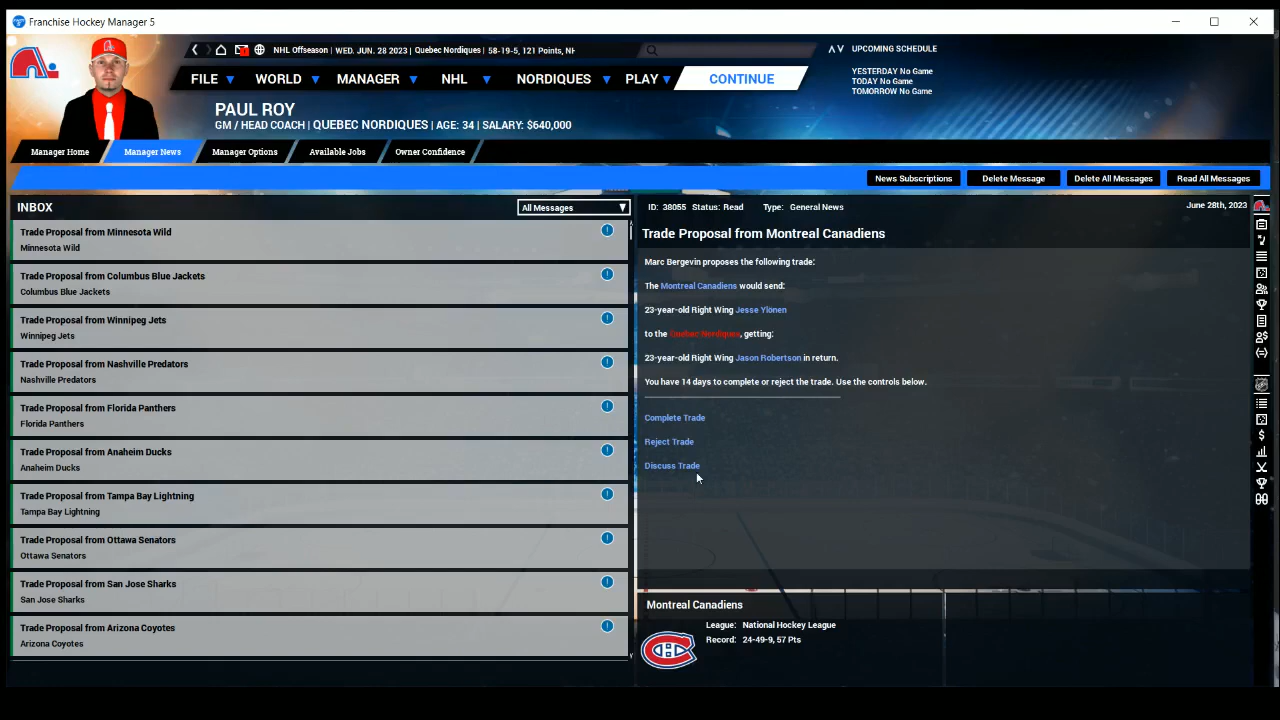 Franchise Hockey Manager 5
NHL Offseason | WED. JUN. 28 2023 | Quebec Nordiques | 58-19-5, 121 Points, NH
UPCOMING SCHEDULE
YESTERDAY No Game
TODAY No Game
TOMORROW No Game
FILE WORLD MANAGER NHL NORDIQUES PLAY CONTINUE
PAUL ROY
GM / HEAD COACH | QUEBEC NORDIQUES | AGE: 34 | SALARY: $640,000
Manager Home Manager News Manager Options Available Jobs Owner Confidence
News Subscriptions Delete Message Delete All Messages Read All Messages
INBOX All Messages
Trade Proposal from Minnesota Wild
Minnesota Wild
Trade Proposal from Columbus Blue Jackets
Columbus Blue Jackets
Trade Proposal from Winnipeg Jets
Winnipeg Jets
Trade Proposal from Nashville Predators
Nashville Predators
Trade Proposal from Florida Panthers
Florida Panthers
Trade Proposal from Anaheim Ducks
Anaheim Ducks
Trade Proposal from Tampa Bay Lightning
Tampa Bay Lightning
Trade Proposal from Ottawa Senators
Ottawa Senators
Trade Proposal from San Jose Sharks
San Jose Sharks
Trade Proposal from Arizona Coyotes
Arizona Coyotes
ID: 38055 Status: Read Type: General News June 28th, 2023
Trade Proposal from Montreal Canadiens
Marc Bergevin proposes the following trade:
The Montreal Canadiens would send:
23-year-old Right Wing Jesse Ylönen
to the Quebec Nordiques, getting:
23-year-old Right Wing Jason Robertson in return.
You have 14 days to complete or reject the trade. Use the controls below.
Complete Trade
Reject Trade
Discuss Trade
Montreal Canadiens
League: National Hockey League
Record: 24-49-9, 57 Pts